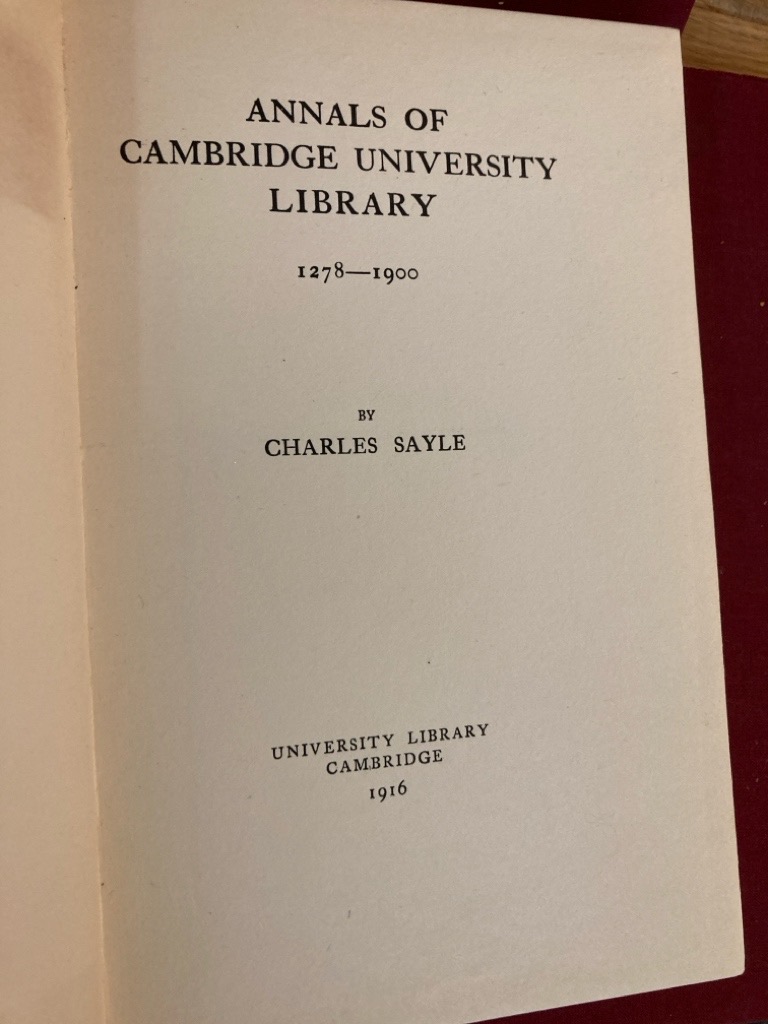 ANNALS OF
CAMBRIDGE UNIVERSITY
LIBRARY
1278—1900
BY
CHARLES SAYLE
UNIVERSITY LIBRARY
CAMBRIDGE
1916